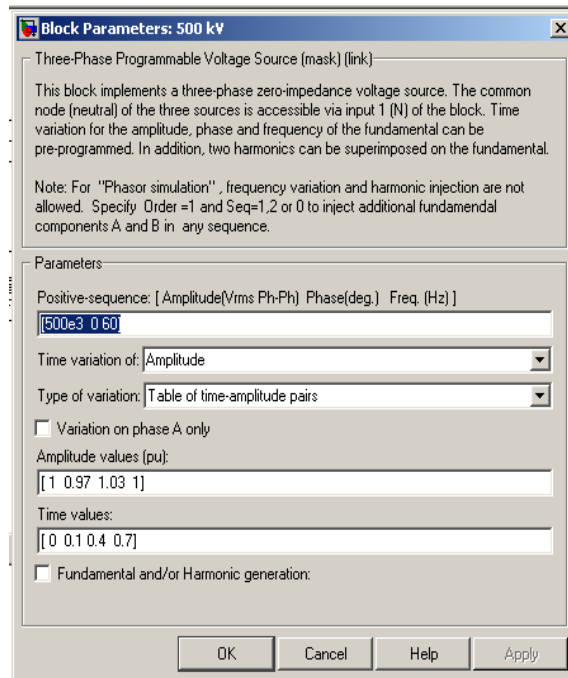 Block Parameters: 500 kV
Three-Phase Programmable Voltage Source (mask) (link)
This block implements a three-phase zero-impedance voltage source. The common
node (neutral) of the three sources is accessible via input 1 (N) of the block. Time
variation for the amplitude, phase and frequency of the fundamental can be
pre-programmed. In addition, two harmonics can be superimposed on the fundamental.
Note: For "Phasor simulation" , frequency variation and harmonic injection are not
allowed. Specify Order =1 and Seq=1,2 or 0 to inject additional fundamendal
components A and B in any sequence.
Parameters
Positive-sequence: [ Amplitude(Vrms Ph-Ph) Phase(deg.) Freq. (Hz) ]
[500e3 0 60]
Time variation of: Amplitude
Type of variation: Table of time-amplitude pairs
Variation on phase A only
Amplitude values (pu):
[ 1 0.97 1.03 1]
Time values:
[ 0 0.1 0.4 0.7]
Fundamental and/or Harmonic generation:
OK Cancel Help Apply